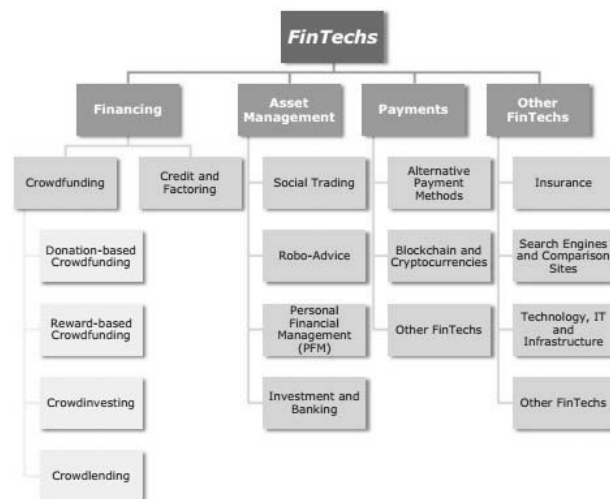 FinTechs
Financing
Asset
Management
Payments
Other
FinTechs
Crowdfunding
Credit and
Factoring
Social Trading
Alternative
Payment
Methods
Insurance
Donation-based
Crowdfunding
Robo-Advice
Blockchain and
Cryptocurrencies
Search Engines
and Comparison
Sites
Reward-based
Crowdfunding
Personal
Financial
Management
(PFM)
Other FinTechs
Technology, IT
and
Infrastructure
Crowdinvesting
Investment and
Banking
Other FinTechs
Crowdlending